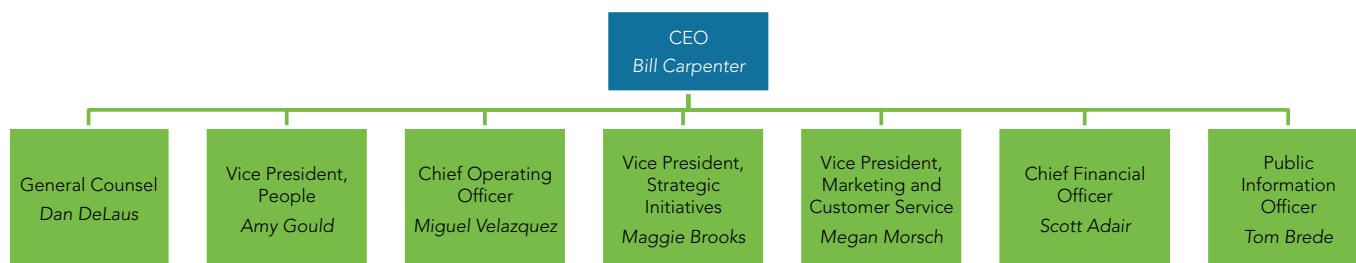 CEO
Bill Carpenter
General Counsel
Dan DeLaus
Vice President,
People
Amy Gould
Chief Operating
Officer
Miguel Velazquez
Vice President,
Strategic
Initiatives
Maggie Brooks
Vice President,
Marketing and
Customer Service
Megan Morsch
Chief Financial
Officer
Scott Adair
Public
Information
Officer
Tom Brede